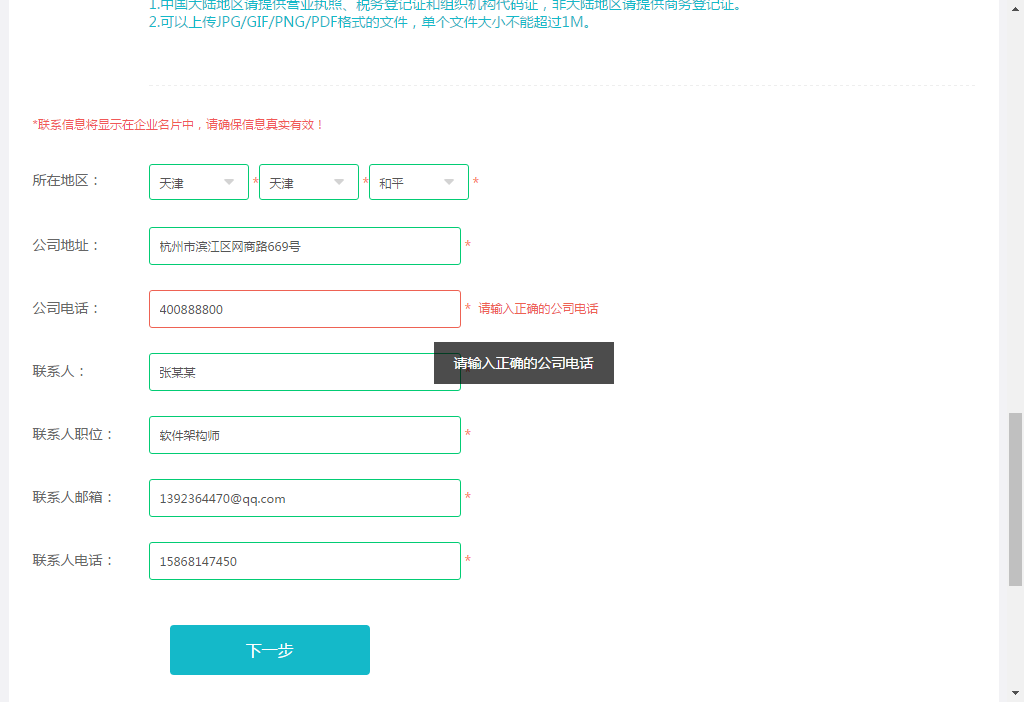 1.中国大陆地区请提供营业执照、税务登记证和组织机构代码证，非大陆地区请提供商务登记证。
2.可以上传JPG/GIF/PNG/PDF格式的文件，单个文件大小不能超过1M。
*联系信息将显示在企业名片中，请确保信息真实有效！
所在地区： 天津 * 天津 * 和平 *
公司地址： 杭州市滨江区网商路669号 *
公司电话： 400888800 * 请输入正确的公司电话
请输入正确的公司电话
联系人： 张某某
联系人职位： 软件架构师 *
联系人邮箱： 1392364470@qq.com *
联系人电话： 15868147450 *
下一步